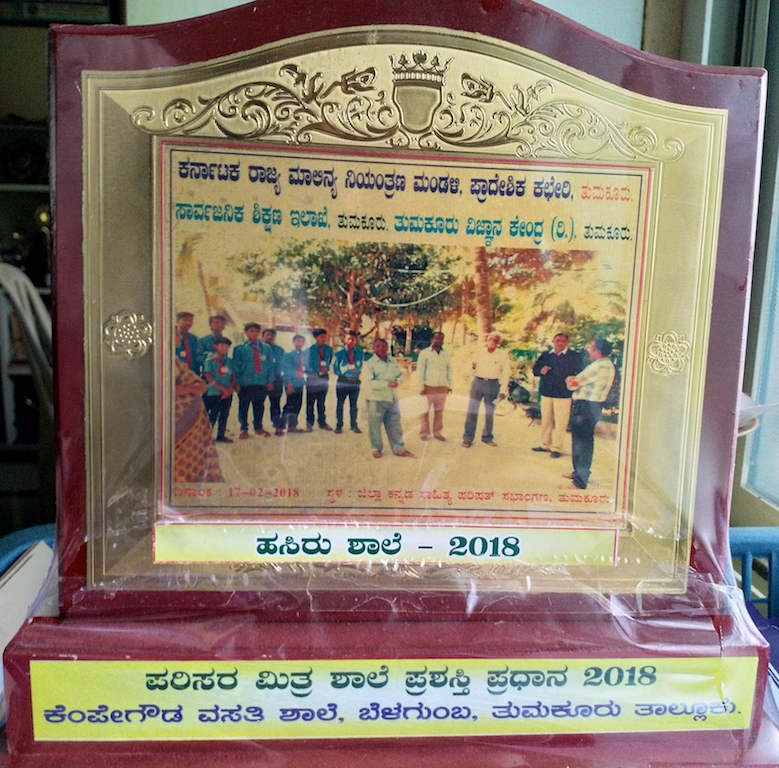 ಕರ್ನಾಟಕ ರಾಜ್ಯ ಮಾಲಿನ್ಯ ನಿಯಂತ್ರಣ ಮಂಡಳಿ, ಪ್ರಾದೇಶಿಕ ಕಛೇರಿ, ತುಮಕೂರು.
ಸಾರ್ವಜನಿಕ ಶಿಕ್ಷಣ ಇಲಾಖೆ, ತುಮಕೂರು. ತುಮಕೂರು ವಿಜ್ಞಾನ ಕೇಂದ್ರ (ರಿ.), ತುಮಕೂರು.
ದಿನಾಂಕ : 17-02-2018 ಸ್ಥಳ : ಜಿಲ್ಲಾ ಕನ್ನಡ ಸಾಹಿತ್ಯ ಪರಿಷತ್ ಸಭಾಂಗಣ, ತುಮಕೂರು
ಹಸಿರು ಶಾಲೆ - 2018
ಪರಿಸರ ಮಿತ್ರ ಶಾಲೆ ಪ್ರಶಸ್ತಿ ಪ್ರಧಾನ 2018
ಕೆಂಪೇಗೌಡ ವಸತಿ ಶಾಲೆ, ಬೆಳಗುಂಬ, ತುಮಕೂರು ತಾಲ್ಲೂಕು.